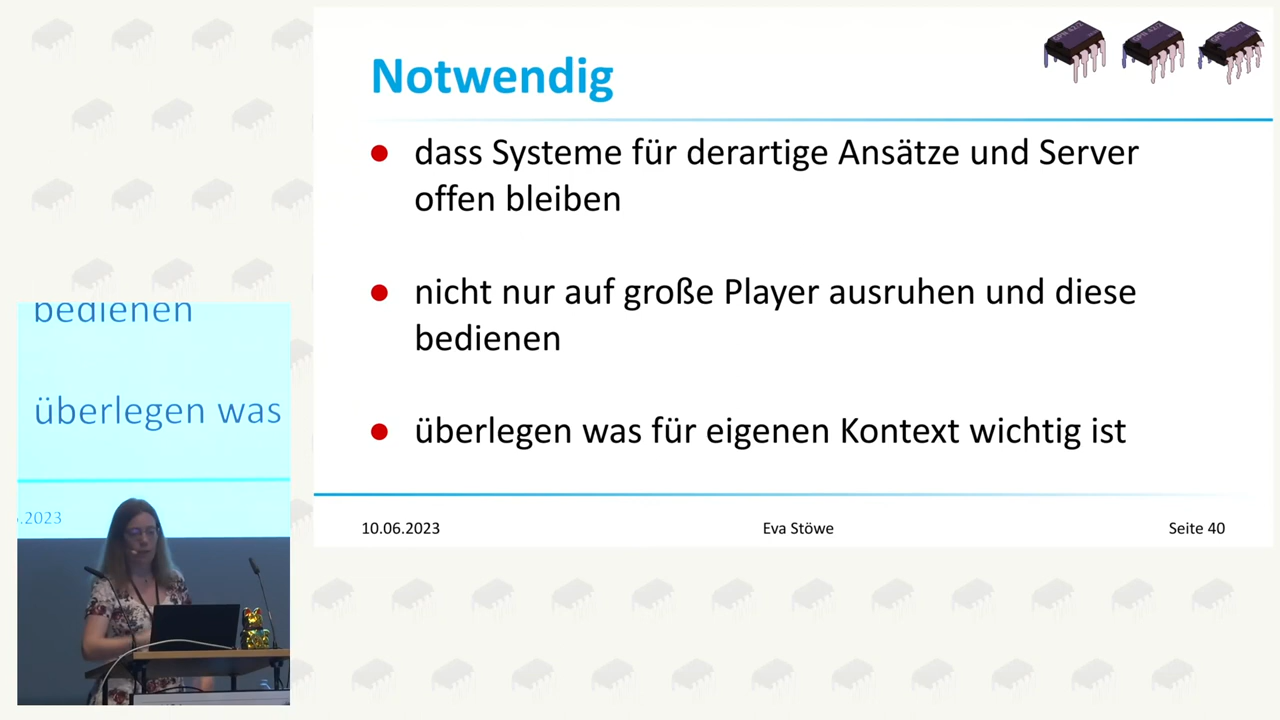 Notwendig
dass Systeme für derartige Ansätze und Server
offen bleiben
nicht nur auf große Player ausruhen und diese
bedienen
überlegen was für eigenen Kontext wichtig ist
10.06.2023
Eva Stöwe
Seite 40
bedienen
überlegen was
.2023